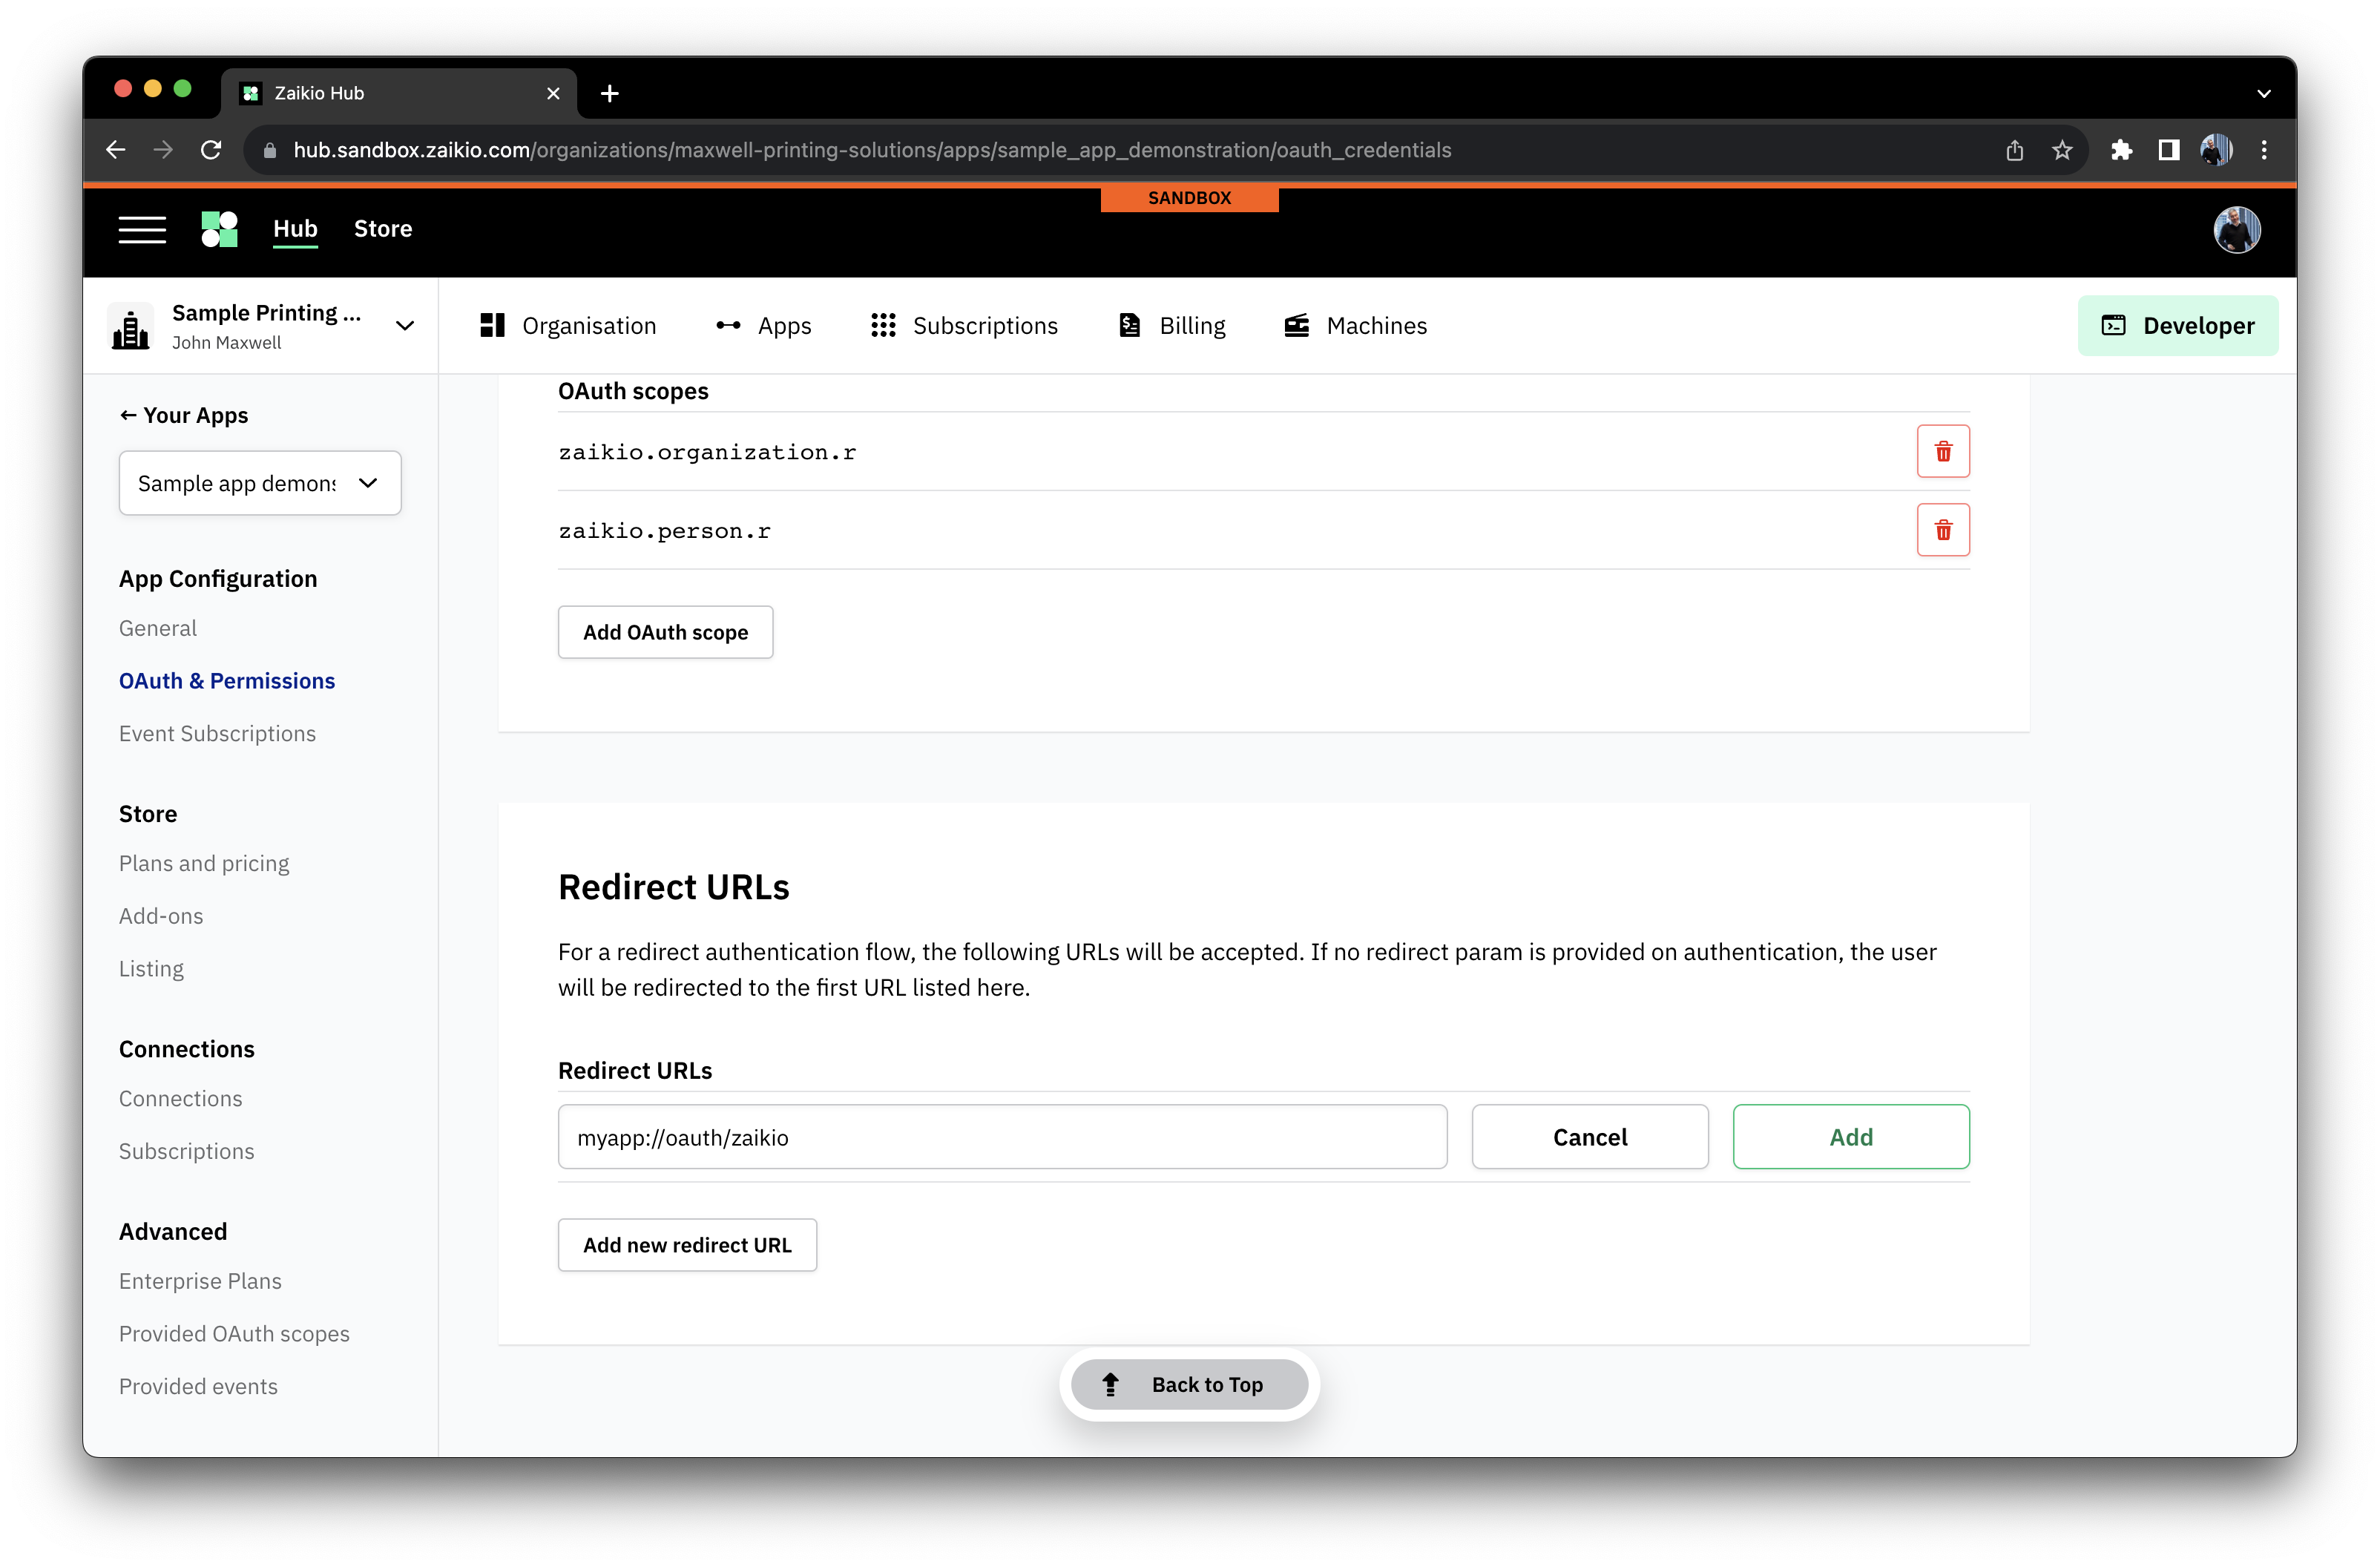 Zaikio Hub
hub.sandbox.zaikio.com/organizations/maxwell-printing-solutions/apps/sample_app_demonstration/oauth_credentials
SANDBOX
Hub
Store
Sample Printing ...
John Maxwell
Organisation
Apps
Subscriptions
Billing
Machines
Developer
← Your Apps
Sample app demons
App Configuration
General
OAuth & Permissions
Event Subscriptions
Store
Plans and pricing
Add-ons
Listing
Connections
Connections
Subscriptions
Advanced
Enterprise Plans
Provided OAuth scopes
Provided events
OAuth scopes
zaikio.organization.r
zaikio.person.r
Add OAuth scope
Redirect URLs
For a redirect authentication flow, the following URLs will be accepted. If no redirect param is provided on authentication, the user
will be redirected to the first URL listed here.
Redirect URLs
myapp://oauth/zaikio
Cancel
Add
Add new redirect URL
Back to Top